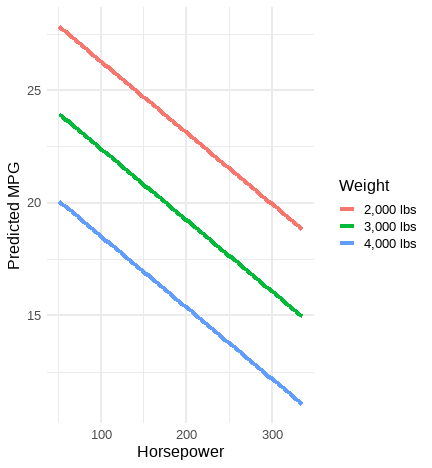 25
20
15
100
200
300
Horsepower
Predicted MPG
Weight
2,000 lbs
3,000 lbs
4,000 lbs